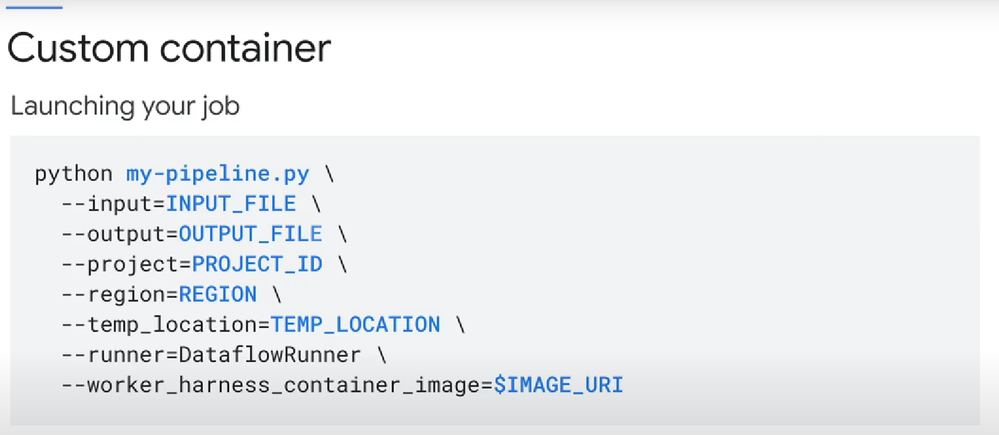 Custom container
Launching your job
python my-pipeline.py \
--input=INPUT_FILE \
--output=OUTPUT_FILE \
--project=PROJECT_ID \
--region=REGION \
--temp_location=TEMP_LOCATION \
--runner=DataflowRunner \
--worker_harness_container_image=$IMAGE_URI